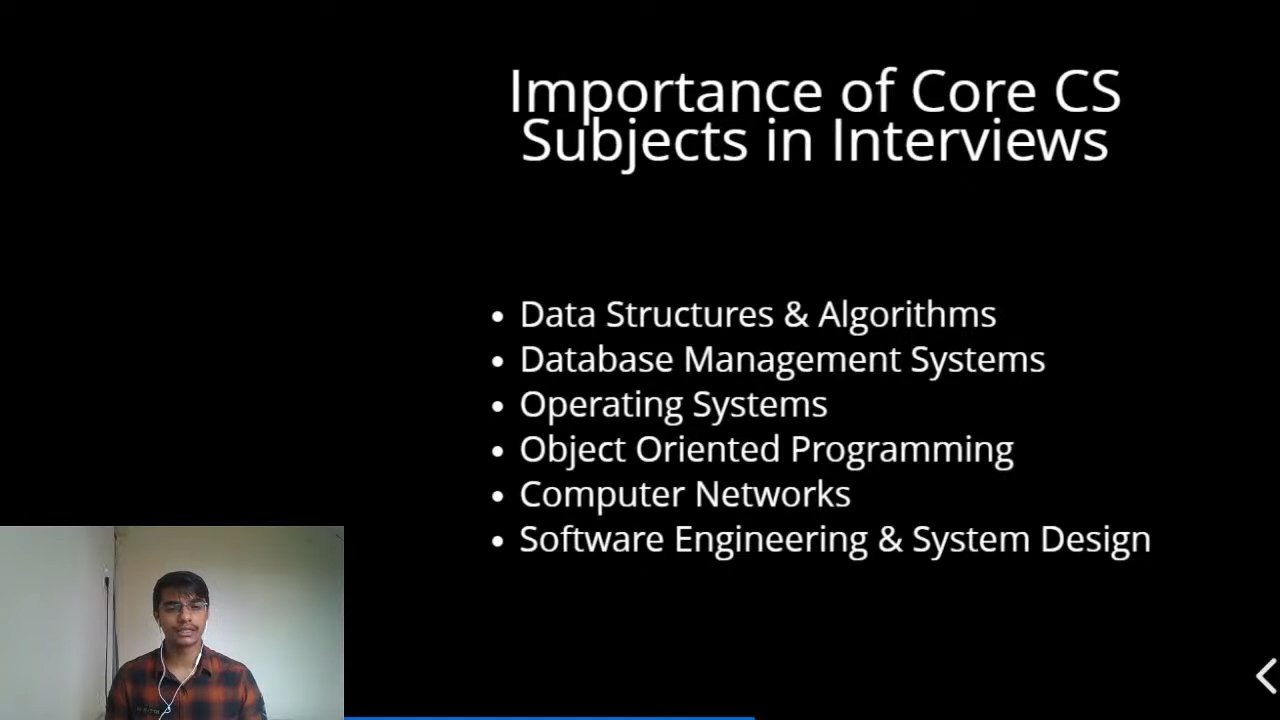 Importance of Core CS
Subjects in Interviews
• Data Structures & Algorithms
• Database Management Systems
• Operating Systems
• Object Oriented Programming
• Computer Networks
• Software Engineering & System Design